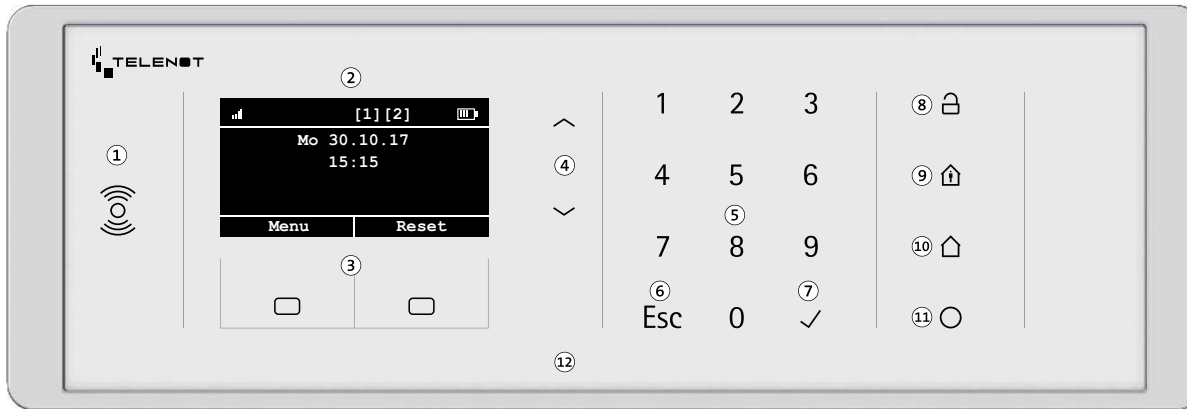 TELENOT
②
[1][2]
Mo 30.10.17
15:15
Menu Reset
①
③
④
1 2 3
4 5 6
⑤
7 8 9
⑥ ⑦
Esc 0
⑧
⑨
⑩
⑪
⑫